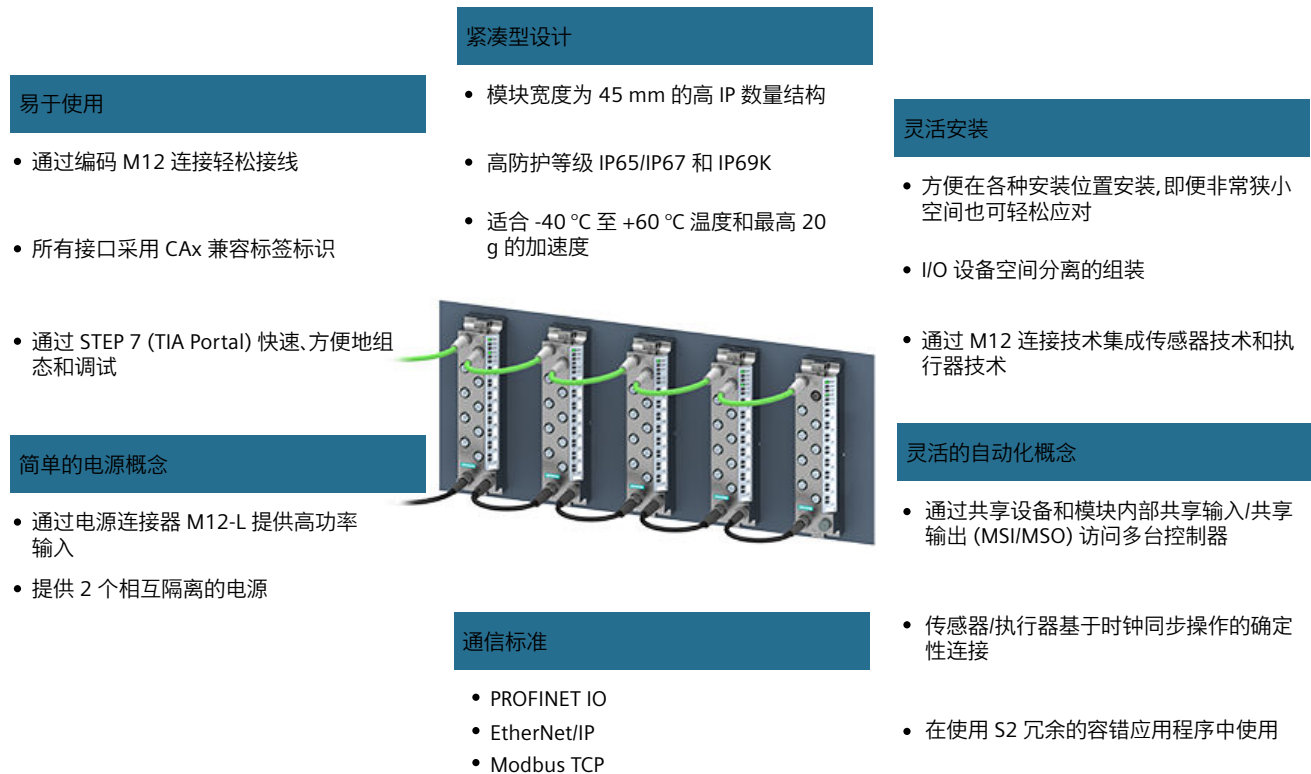 易于使用
• 通过编码 M12 连接轻松接线
• 所有接口采用 CAx 兼容标签标识
• 通过 STEP 7 (TIA Portal) 快速、方便地组
态和调试
简单的电源概念
• 通过电源连接器 M12-L 提供高功率
输入
• 提供 2 个相互隔离的电源
紧凑型设计
• 模块宽度为 45 mm 的高 IP 数量结构
• 高防护等级 IP65/IP67 和 IP69K
• 适合 -40 °C 至 +60 °C 温度和最高 20
g 的加速度
通信标准
• PROFINET IO
• EtherNet/IP
• Modbus TCP
灵活安装
• 方便在各种安装位置安装,即便非常狭小
空间也可轻松应对
• I/O 设备空间分离的组装
• 通过 M12 连接技术集成传感器技术和执
行器技术
灵活的自动化概念
• 通过共享设备和模块内部共享输入/共享
输出 (MSI/MSO) 访问多台控制器
• 传感器/执行器基于时钟同步操作的确定
性连接
• 在使用 S2 冗余的容错应用程序中使用